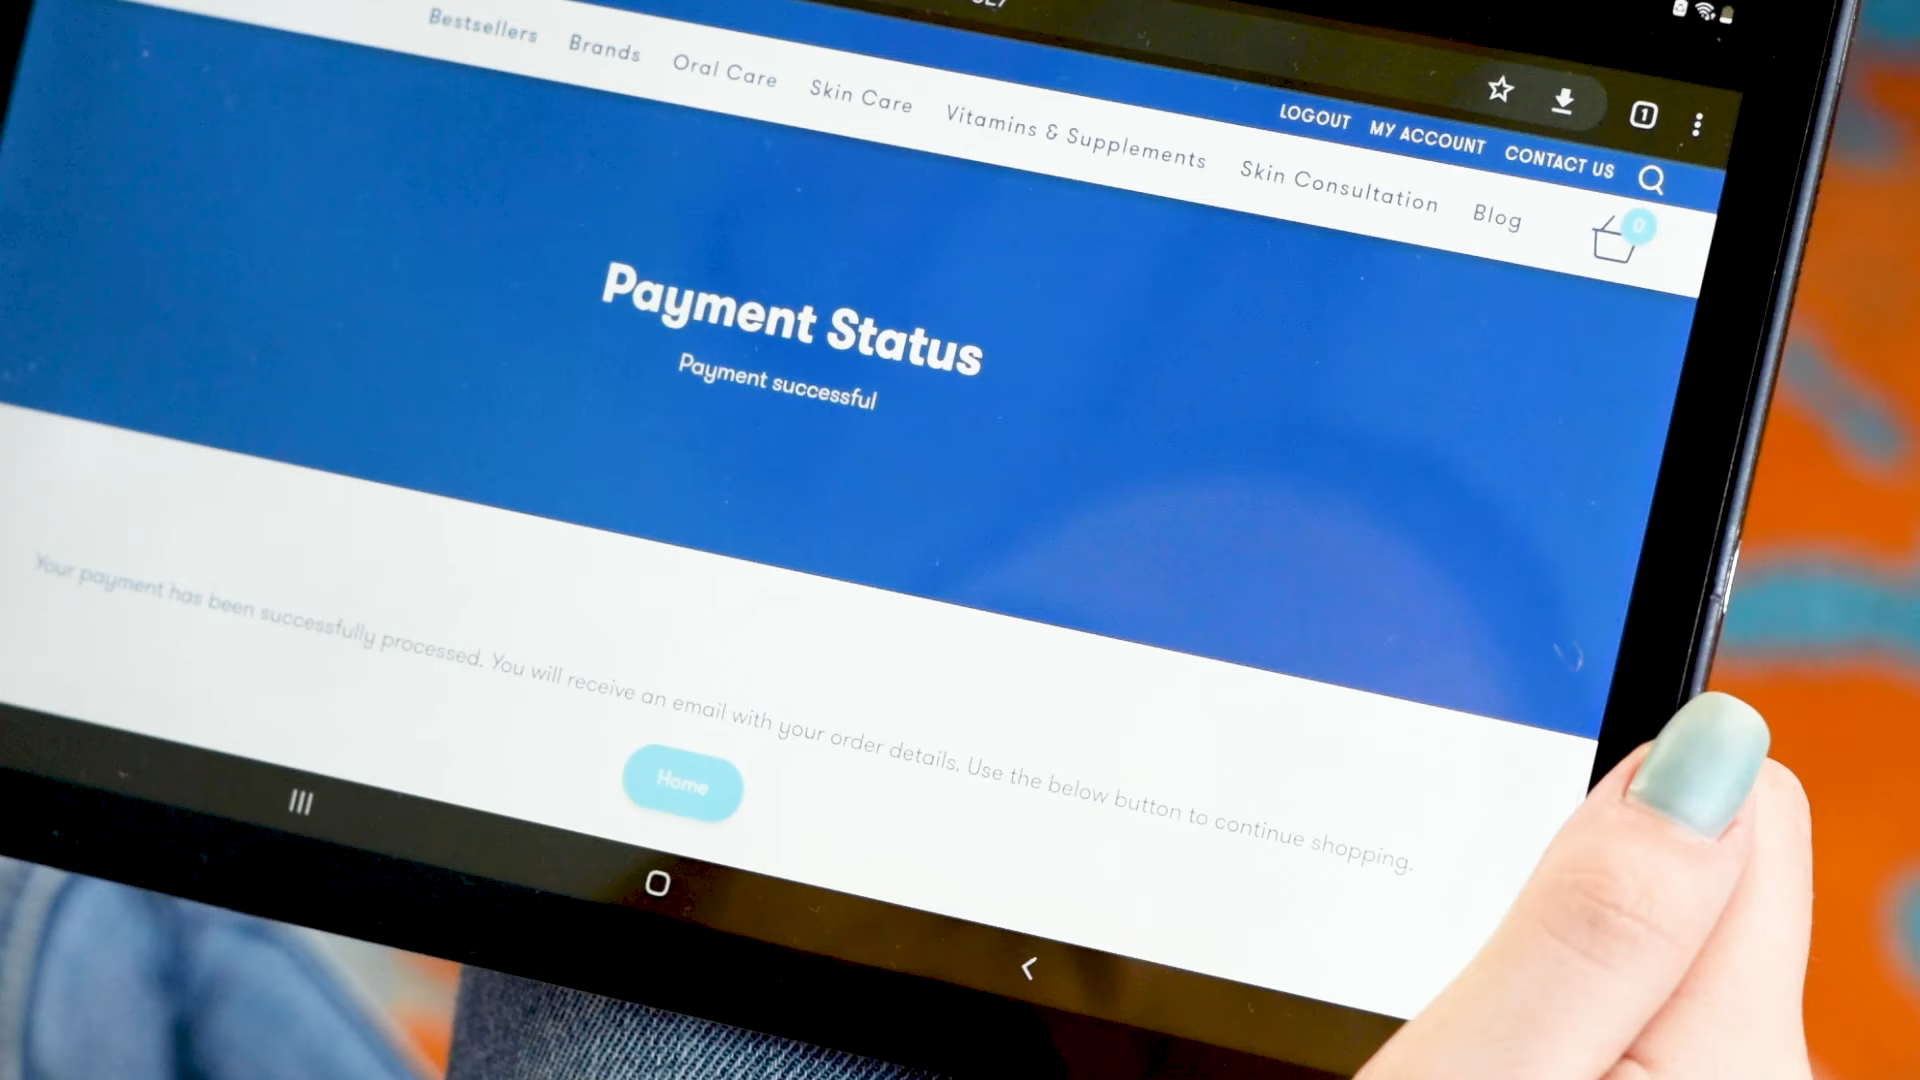 LOGOUT MY ACCOUNT CONTACT US
Bestsellers Brands Oral Care Skin Care Vitamins & Supplements Skin Consultation Blog
1
0
Payment Status
Payment successful
Your payment has been successfully processed. You will receive an email with your order details. Use the below button to continue shopping.
Home